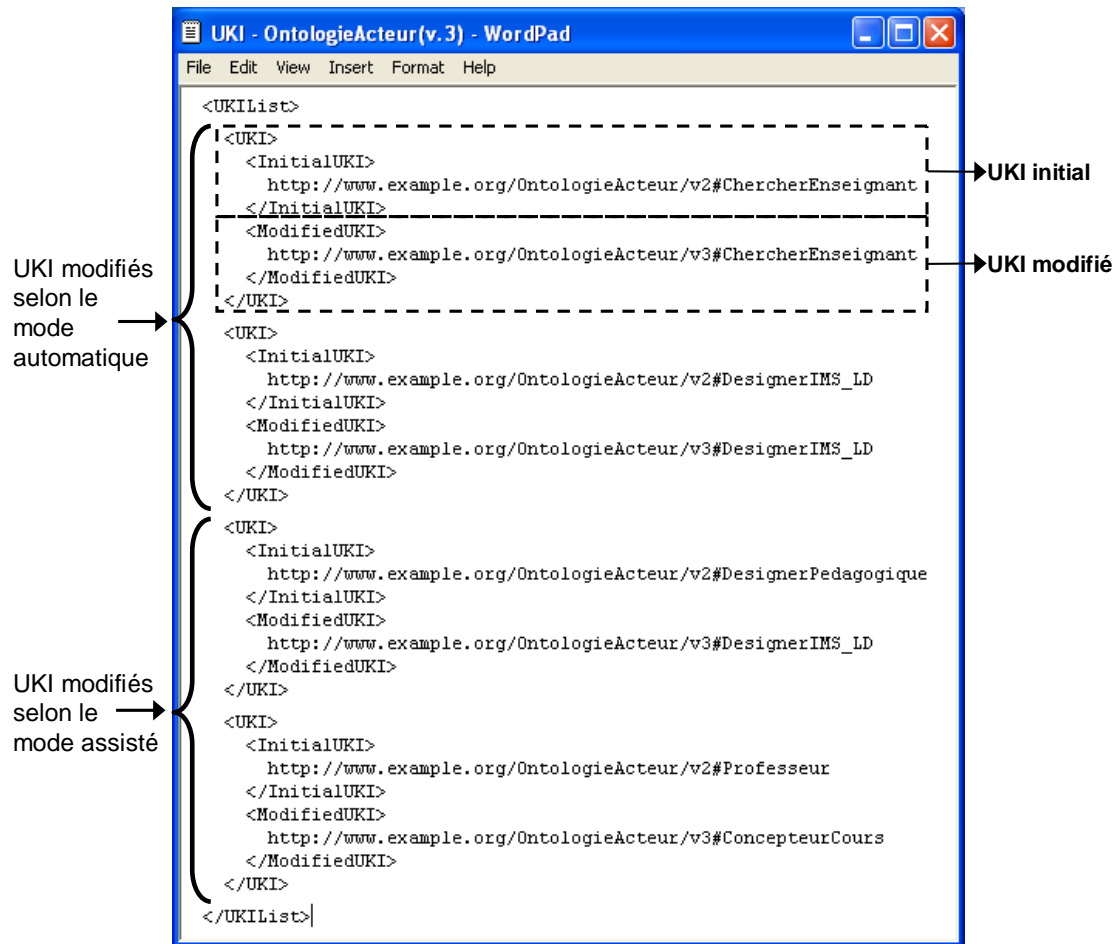 UKI - OntologieActeur(v.3) - WordPad
File Edit View Insert Format Help
<UKIList>
<UKI>
<InitialUKI>
http://www.example.org/OntologieActeur/v2#ChercherEnseignant
</InitialUKI>
<ModifiedUKI>
http://www.example.org/OntologieActeur/v3#ChercherEnseignant
</ModifiedUKI>
</UKI>
<UKI>
<InitialUKI>
http://www.example.org/OntologieActeur/v2#DesignerIMS_LD
</InitialUKI>
<ModifiedUKI>
http://www.example.org/OntologieActeur/v3#DesignerIMS_LD
</ModifiedUKI>
</UKI>
<UKI>
<InitialUKI>
http://www.example.org/OntologieActeur/v2#DesignerPedagogique
</InitialUKI>
<ModifiedUKI>
http://www.example.org/OntologieActeur/v3#DesignerIMS_LD
</ModifiedUKI>
</UKI>
<UKI>
<InitialUKI>
http://www.example.org/OntologieActeur/v2#Professeur
</InitialUKI>
<ModifiedUKI>
http://www.example.org/OntologieActeur/v3#ConcepteurCours
</ModifiedUKI>
</UKI>
</UKIList>
UKI modifiés
selon le
mode
automatique
UKI modifiés
selon le
mode assisté
UKI initial
UKI modifié